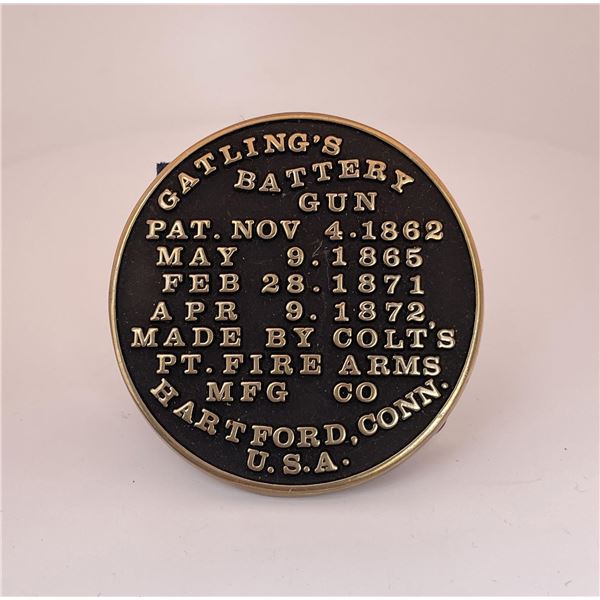 GATLING'S
BATTERY
GUN
PAT. NOV 4.1862
MAY 9.1865
FEB 28.1871
APR 9.1872
MADE BY COLT'S
PT. FIRE ARMS
MFG CO
HARTFORD, CONN.
U.S.A.